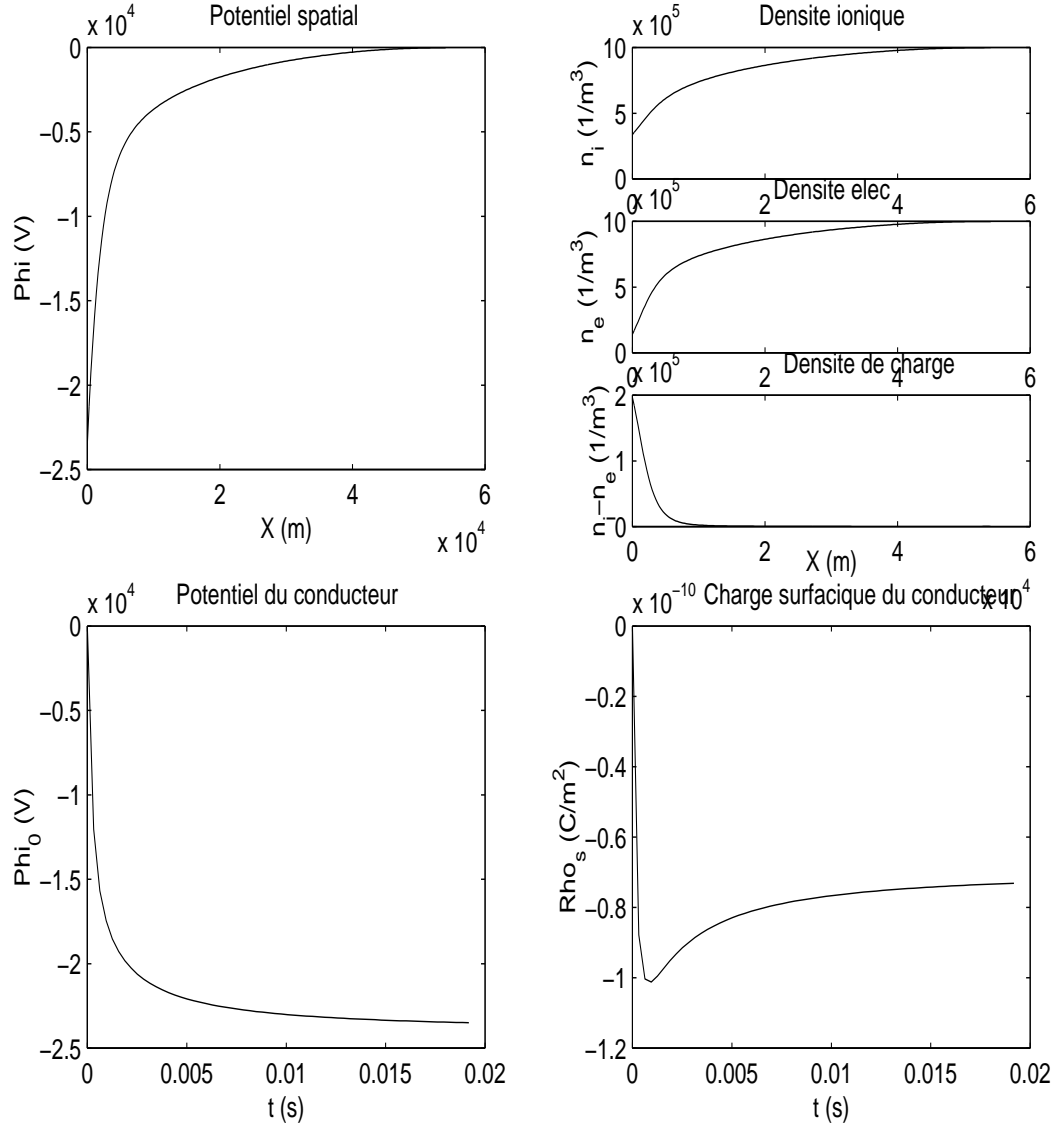 x 10^4
Potentiel spatial
0
−0.5
−1
−1.5
−2
−2.5
Phi (V)
0 2 4 6
X (m)
x 10^4
Densite ionique
x 10^5
10
5
0
n_i (1/m^3)
0 2 4 6
Densite elec
x 10^5
10
5
0
n_e (1/m^3)
0 2 4 6
Densite de charge
x 10^5
2
1
0
n_i−n_e (1/m^3)
0 2 4 6
X (m)
x 10^4
x 10^4
Potentiel du conducteur
0
−0.5
−1
−1.5
−2
−2.5
Phi_0 (V)
0 0.005 0.01 0.015 0.02
t (s)
x 10^−10
Charge surfacique du conducteur
0
−0.2
−0.4
−0.6
−0.8
−1
−1.2
Rho_s (C/m^2)
0 0.005 0.01 0.015 0.02
t (s)